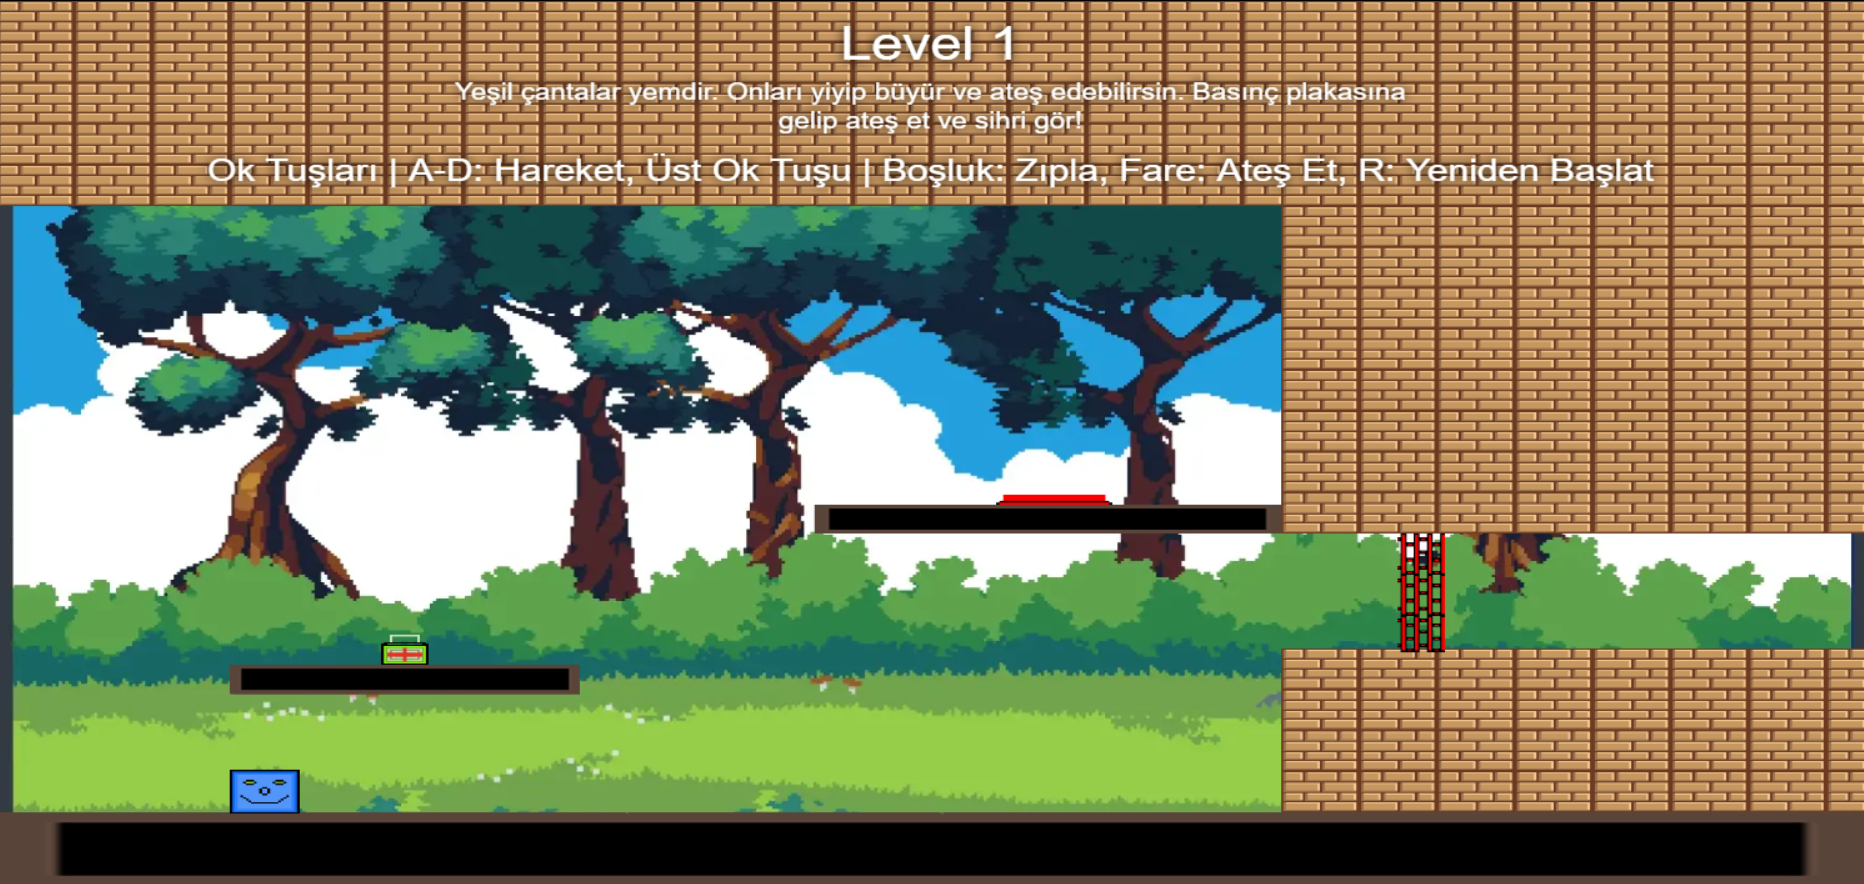 Level 1
Yeşil çantalar yemdir. Onları yiyip büyür ve ateş edebilirsin. Basınç plakasına
gelip ateş et ve sihri gör!
Ok Tuşları | A-D: Hareket, Üst Ok Tuşu | Boşluk: Zıpla, Fare: Ateş Et, R: Yeniden Başlat